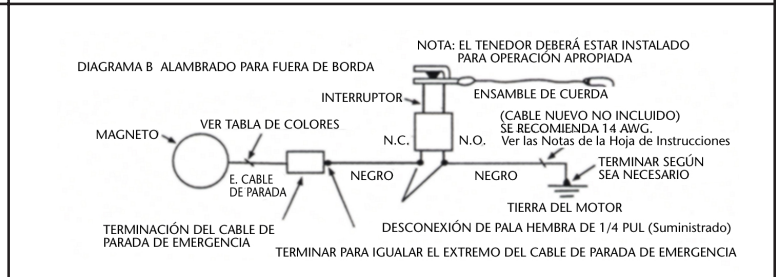 NOTA: EL TENEDOR DEBERÁ ESTAR INSTALADO
PARA OPERACIÓN APROPIADA
DIAGRAMA B ALAMBRADO PARA FUERA DE BORDA
ENSAMBLE DE CUERDA
INTERRUPTOR
(CABLE NUEVO NO INCLUIDO)
SE RECOMIENDA 14 AWG.
Ver las Notas de la Hoja de Instrucciones
VER TABLA DE COLORES
MAGNETO
N.C.
N.O.
TERMINAR SEGÚN
SEA NECESARIO
E. CABLE
DE PARADA
NEGRO
NEGRO
TIERRA DEL MOTOR
DESCONEXIÓN DE PALA HEMBRA DE 1/4 PUL (Suministrado)
TERMINACIÓN DEL CABLE DE
PARADA DE EMERGENCIA
TERMINAR PARA IGUALAR EL EXTREMO DEL CABLE DE PARADA DE EMERGENCIA